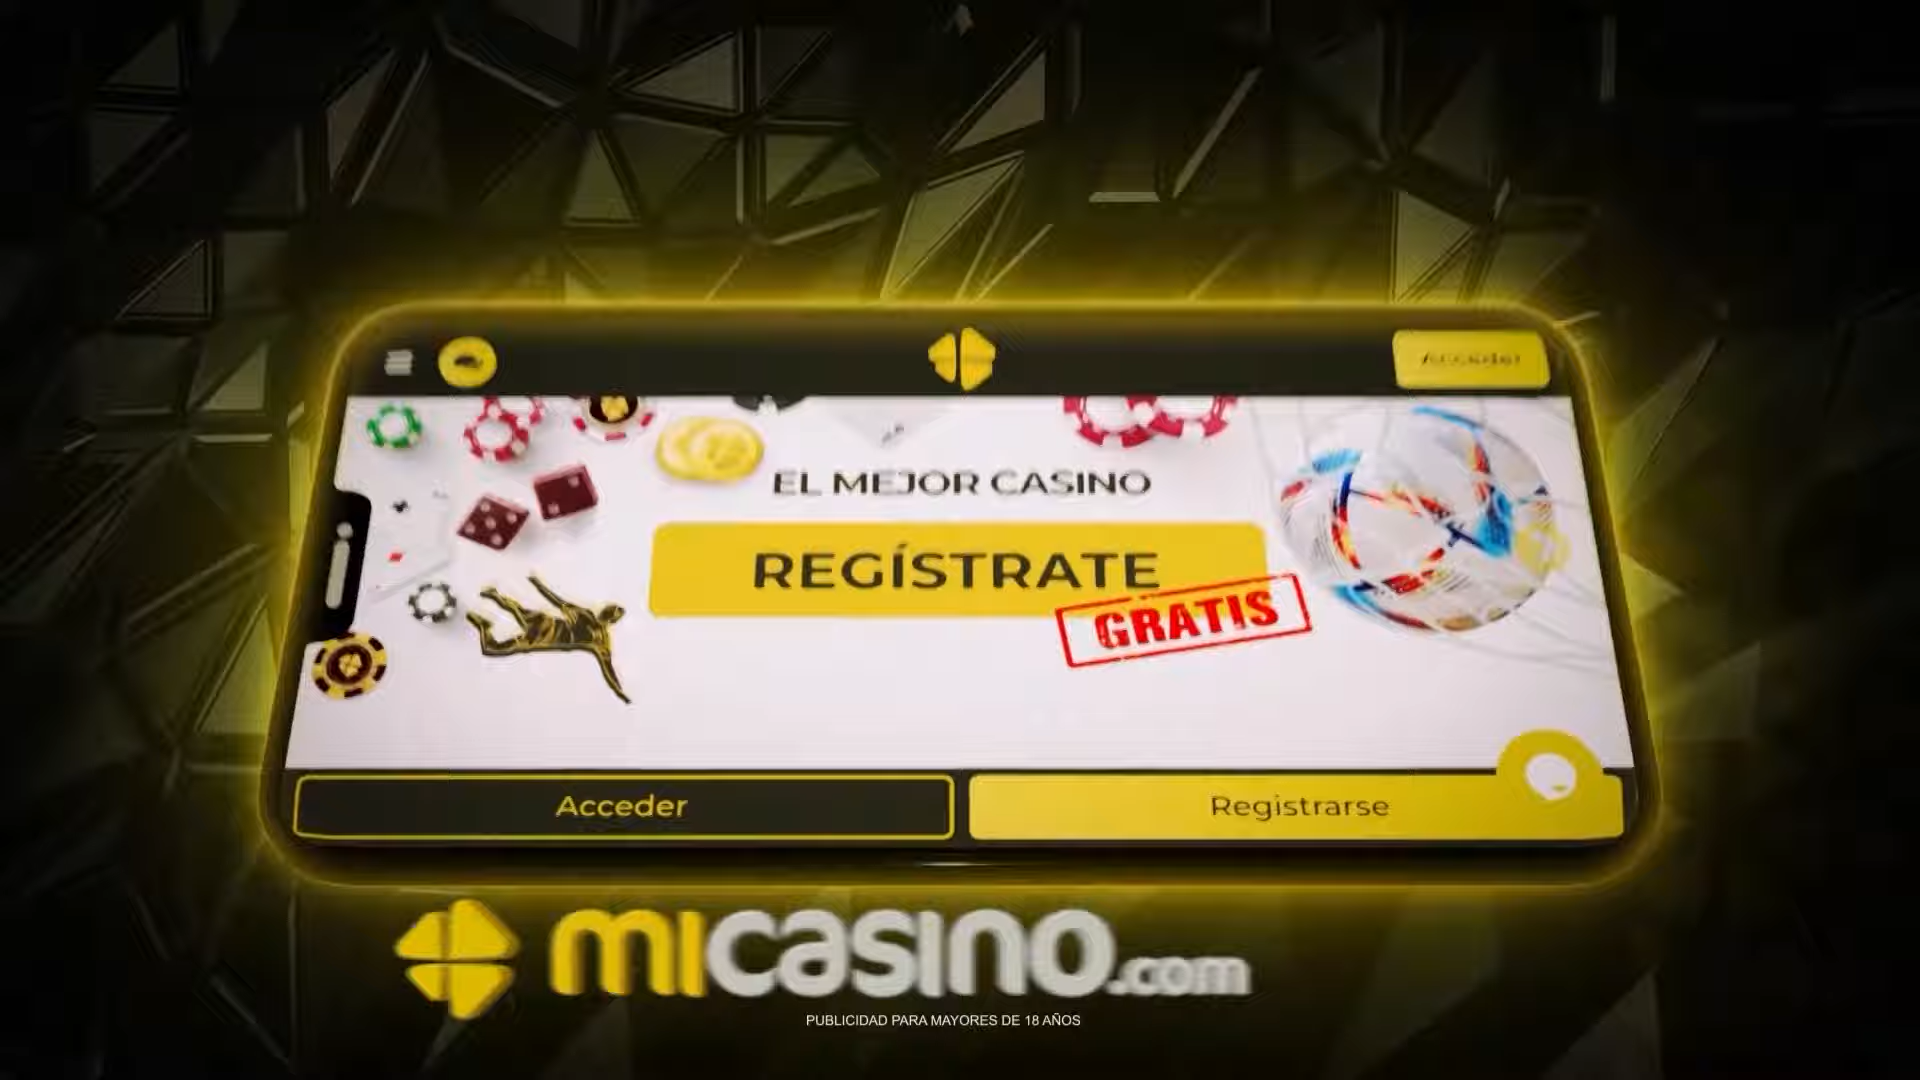 Acceder
EL MEJOR CASINO
REGÍSTRATE
GRATIS
Acceder
Registrarse
micasino.com
PUBLICIDAD PARA MAYORES DE 18 AÑOS